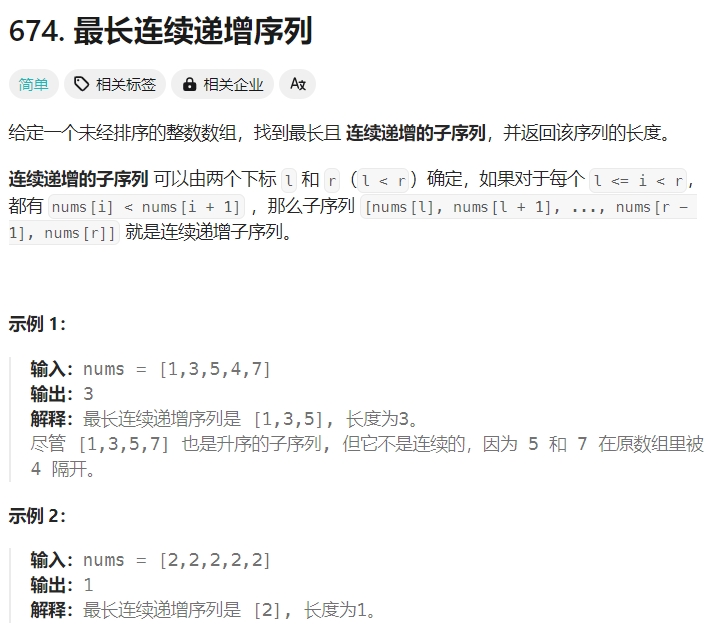 674. 最长连续递增序列
简单 相关标签 相关企业 Az
给定一个未经排序的整数数组，找到最长且 连续递增的子序列，并返回该序列的长度。
连续递增的子序列 可以由两个下标 l 和 r（l < r）确定，如果对于每个 l <= i < r，
都有 nums[i] < nums[i + 1] ，那么子序列 [nums[l], nums[l + 1], ..., nums[r -
1], nums[r]] 就是连续递增子序列。
示例 1：
输入：nums = [1,3,5,4,7]
输出：3
解释：最长连续递增序列是 [1,3,5], 长度为3。
尽管 [1,3,5,7] 也是升序的子序列, 但它不是连续的，因为 5 和 7 在原数组里被
4 隔开。
示例 2：
输入：nums = [2,2,2,2,2]
输出：1
解释：最长连续递增序列是 [2], 长度为1。